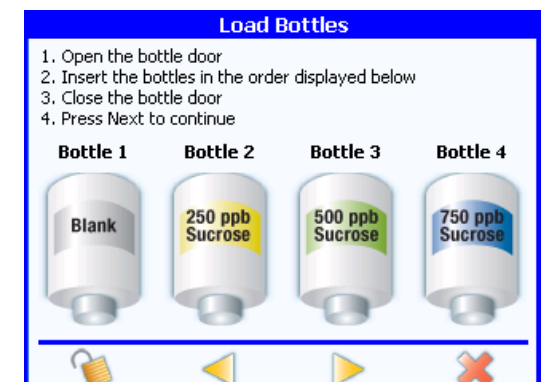 Load Bottles
1. Open the bottle door
2. Insert the bottles in the order displayed below
3. Close the bottle door
4. Press Next to continue
Bottle 1 Bottle 2 Bottle 3 Bottle 4
Blank
250 ppb
Sucrose
500 ppb
Sucrose
750 ppb
Sucrose